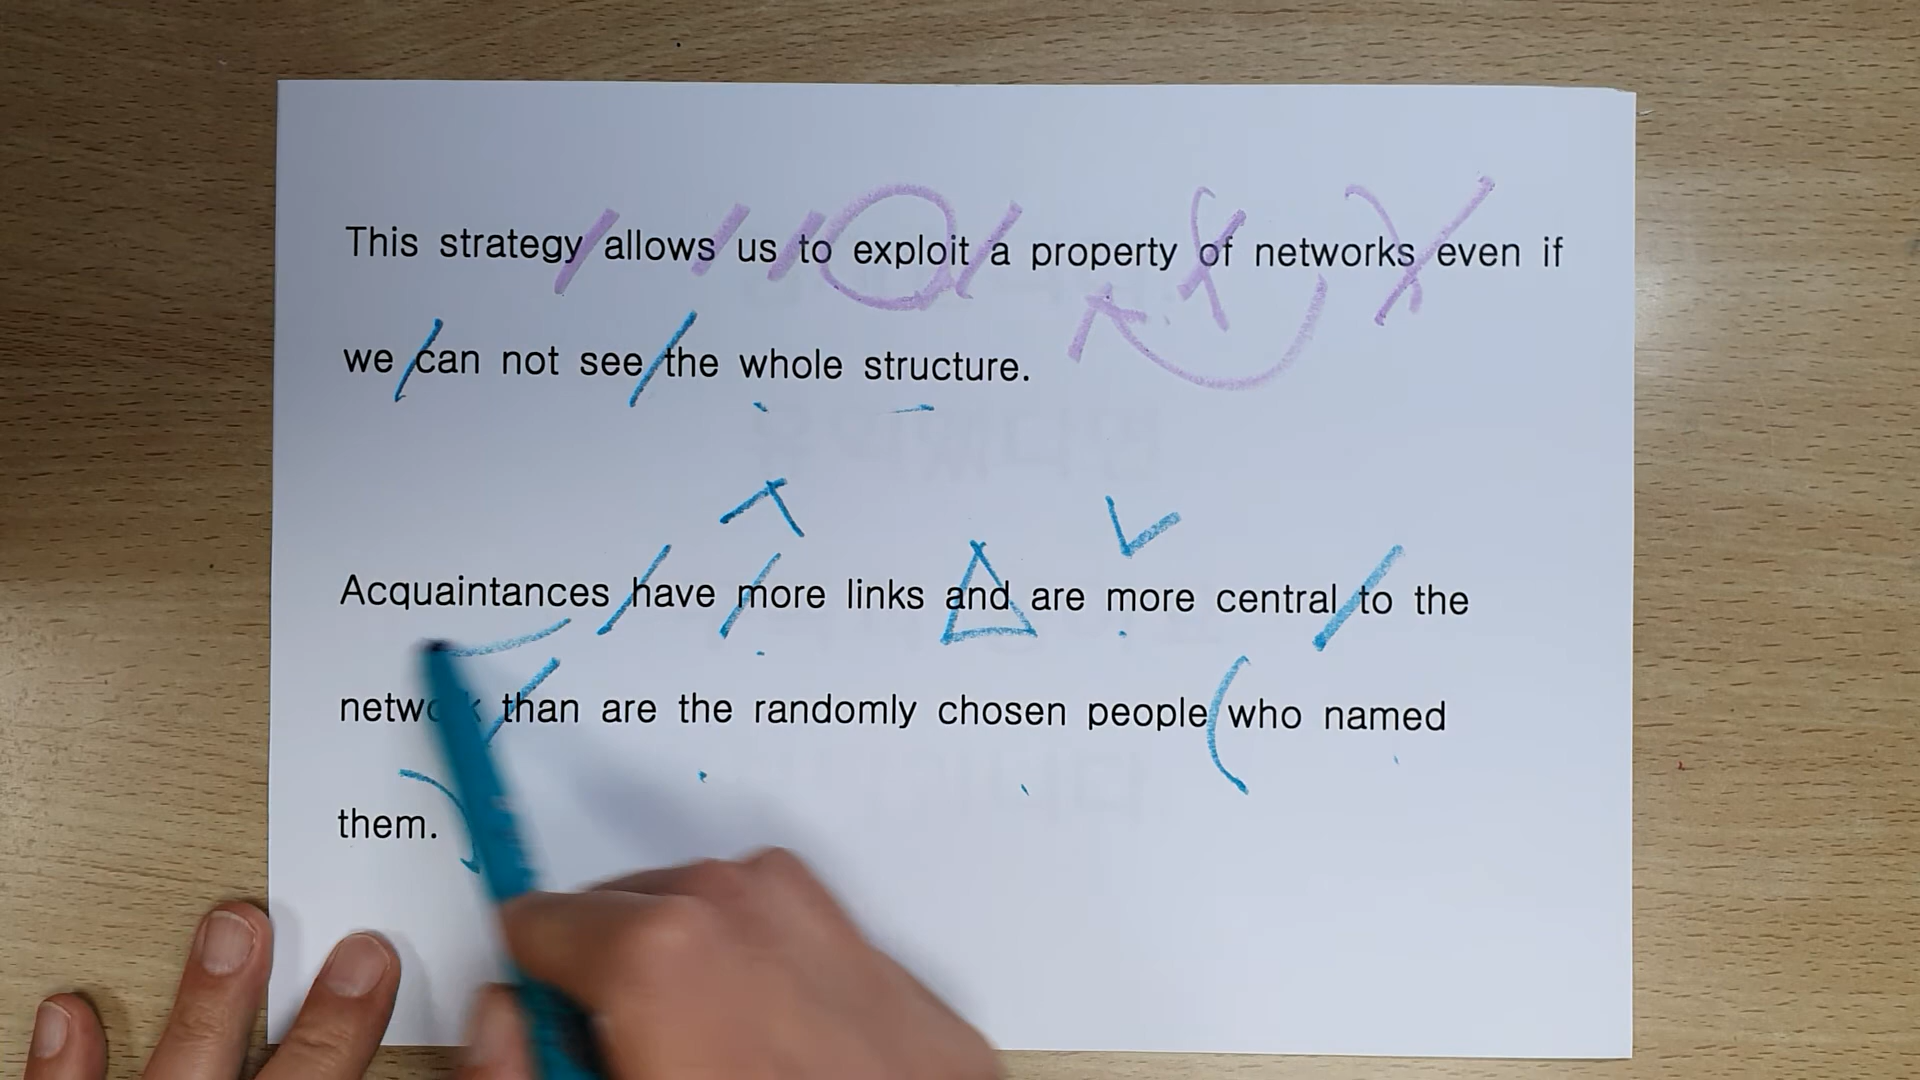 This strategy allows us to exploit a property of networks even if
we can not see the whole structure.
Acquaintances have more links and are more central to the
network than are the randomly chosen people who named
them.